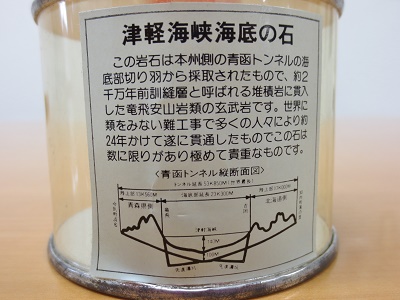 津軽海峡海底の石
この岩石は本州側の青函トンネルの海
底部切り羽から採取されたもので、約2
千万年前訓縫層と呼ばれる堆積岩に貫入
した竜飛安山岩類の玄武岩です。世界に
類をみない難工事で多くの人々により約
24年かけて遂に貫通したものでこの石は
数に限りがあり極めて貴重なものです。
〈青函トンネル縦断面図〉
青森県側
北海道側
津軽海峡